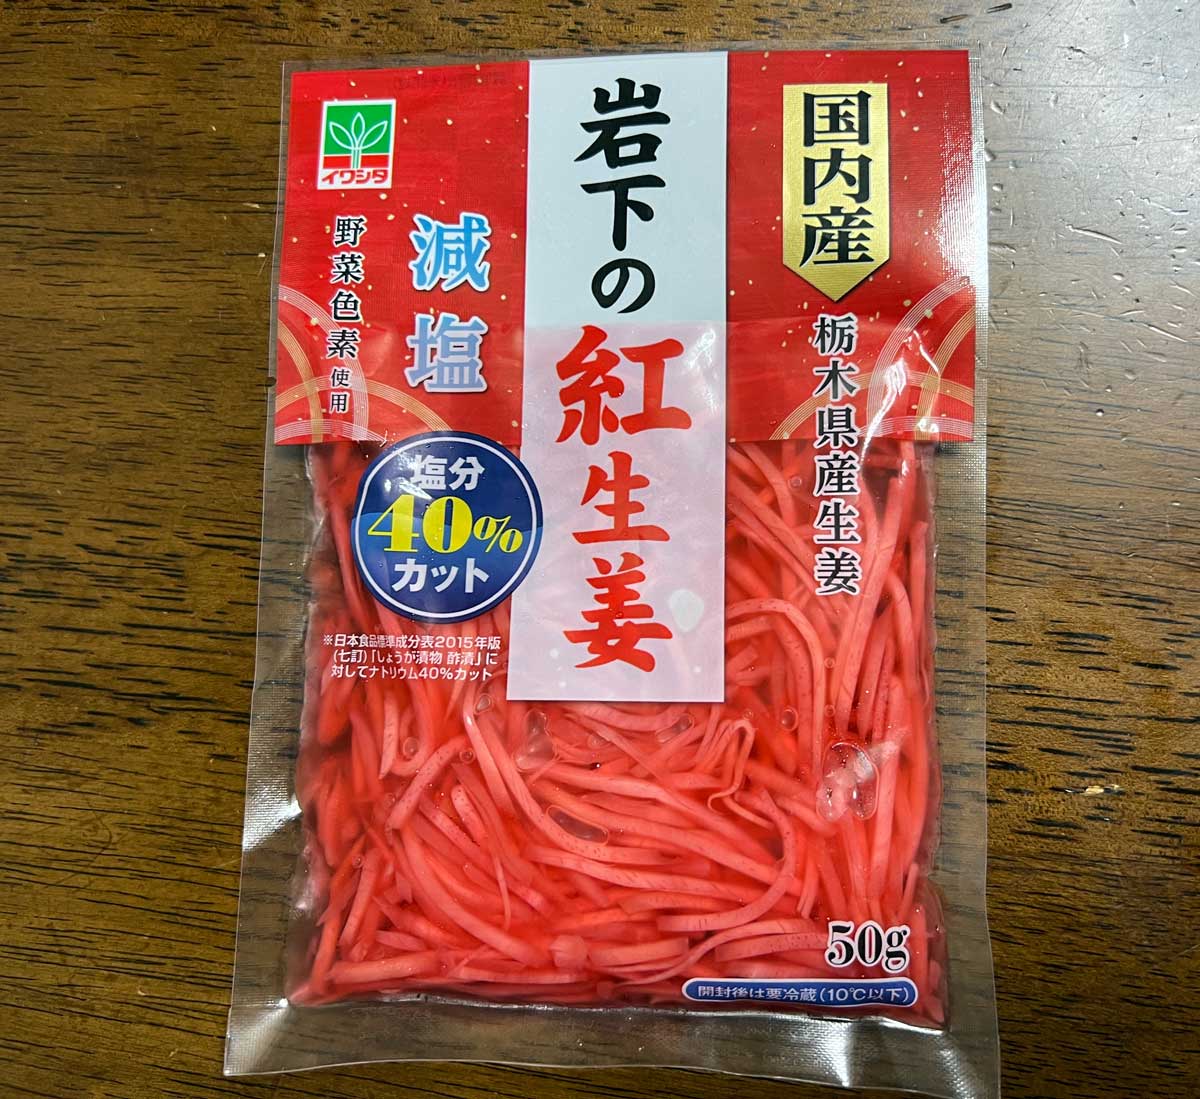 国内産
栃木県産生姜
岩下の紅生姜
イワシタ
減塩
野菜色素使用
塩分
40%
カット
※日本食品標準成分表2015年版
(七訂)「しょうが漬物 酢漬」に
対してナトリウム40%カット
50g
開封後は要冷蔵(10℃以下)